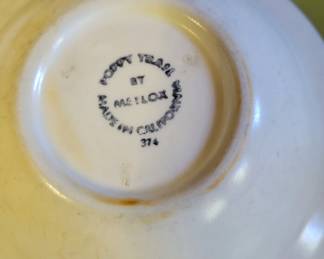 POPPY TRAIL
BY
METLOX
MADE IN CALIFORNIA
374